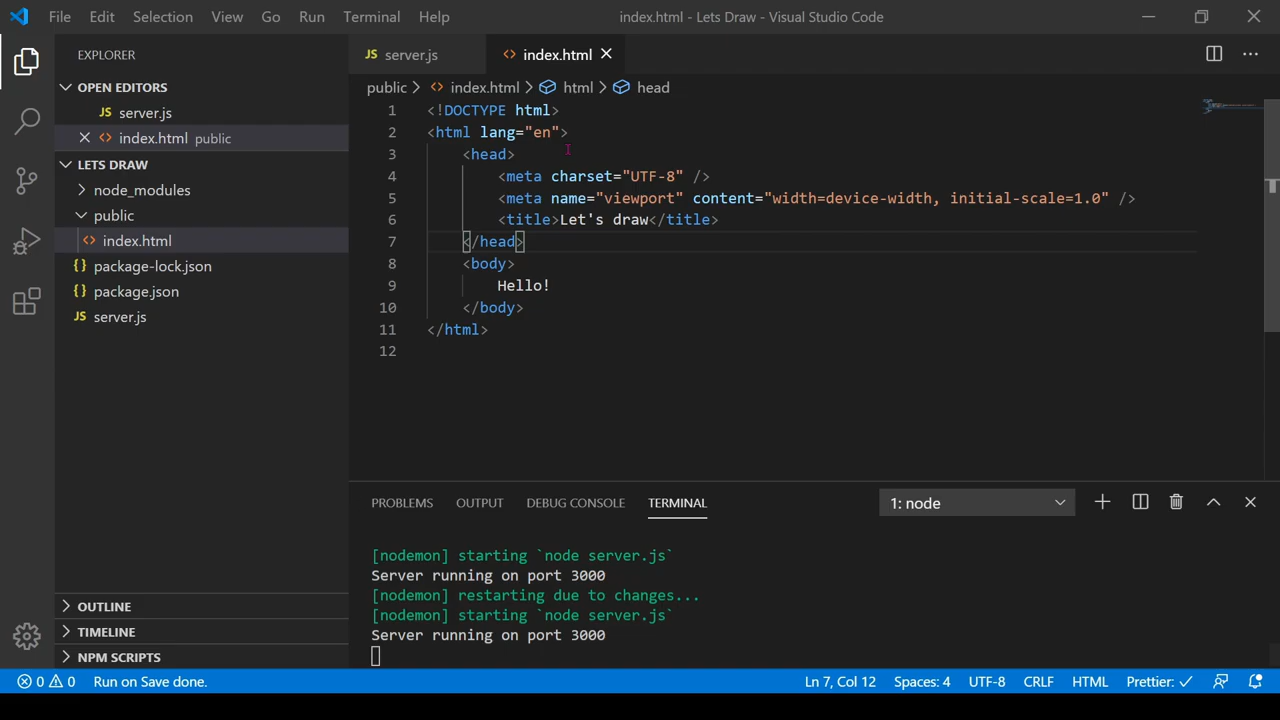 File Edit Selection View Go Run Terminal Help index.html - Lets Draw - Visual Studio Code
EXPLORER
OPEN EDITORS
JS server.js
index.html public
LETS DRAW
node_modules
public
<> index.html
{} package-lock.json
{} package.json
JS server.js
OUTLINE
TIMELINE
NPM SCRIPTS
JS server.js <> index.html
public > <> index.html > html > head
1 <!DOCTYPE html>
2 <html lang="en">
3 <head>
4 <meta charset="UTF-8" />
5 <meta name="viewport" content="width=device-width, initial-scale=1.0" />
6 <title>Let's draw</title>
7 </head>
8 <body>
9 Hello!
10 </body>
11 </html>
12
PROBLEMS OUTPUT DEBUG CONSOLE TERMINAL 1: node
[nodemon] starting `node server.js`
Server running on port 3000
[nodemon] restarting due to changes...
[nodemon] starting `node server.js`
Server running on port 3000
0 0 Run on Save done. Ln 7, Col 12 Spaces: 4 UTF-8 CRLF HTML Prettier: ✓